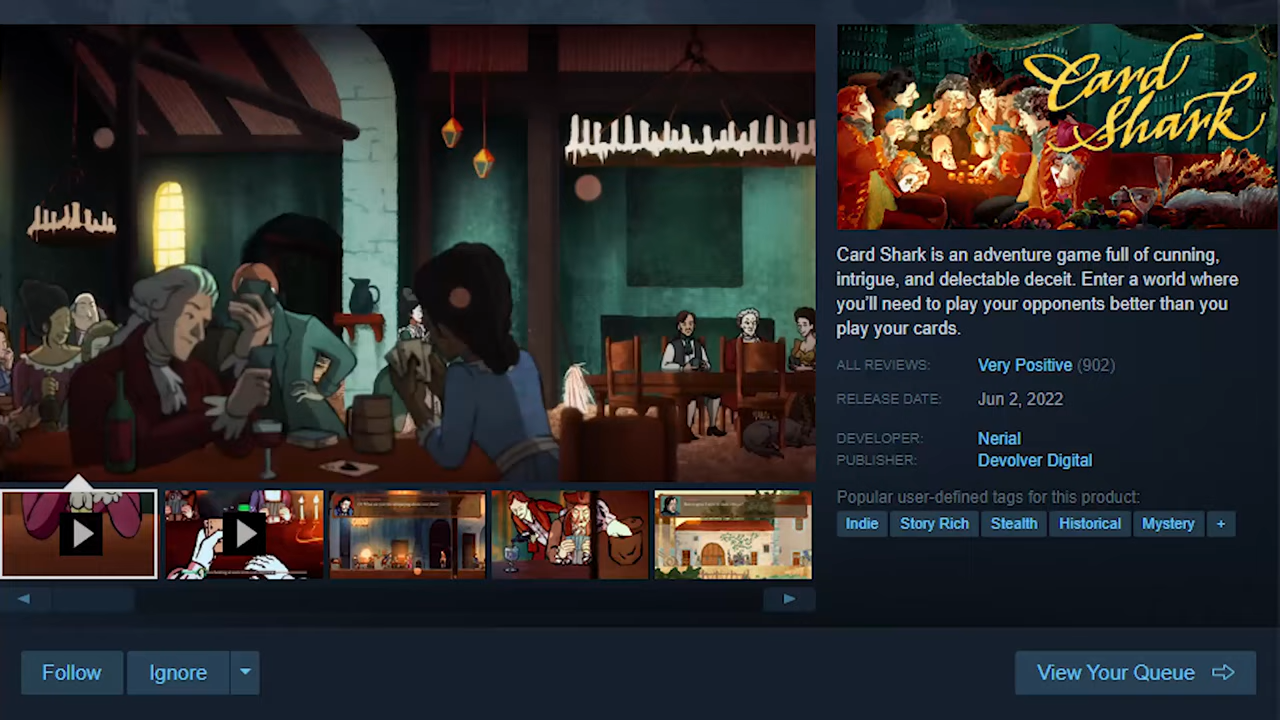 Card
Shark
Card Shark is an adventure game full of cunning,
intrigue, and delectable deceit. Enter a world where
you'll need to play your opponents better than you
play your cards.
ALL REVIEWS: Very Positive (902)
RELEASE DATE: Jun 2, 2022
DEVELOPER: Nerial
PUBLISHER: Devolver Digital
Popular user-defined tags for this product:
Indie Story Rich Stealth Historical Mystery +
Follow Ignore View Your Queue